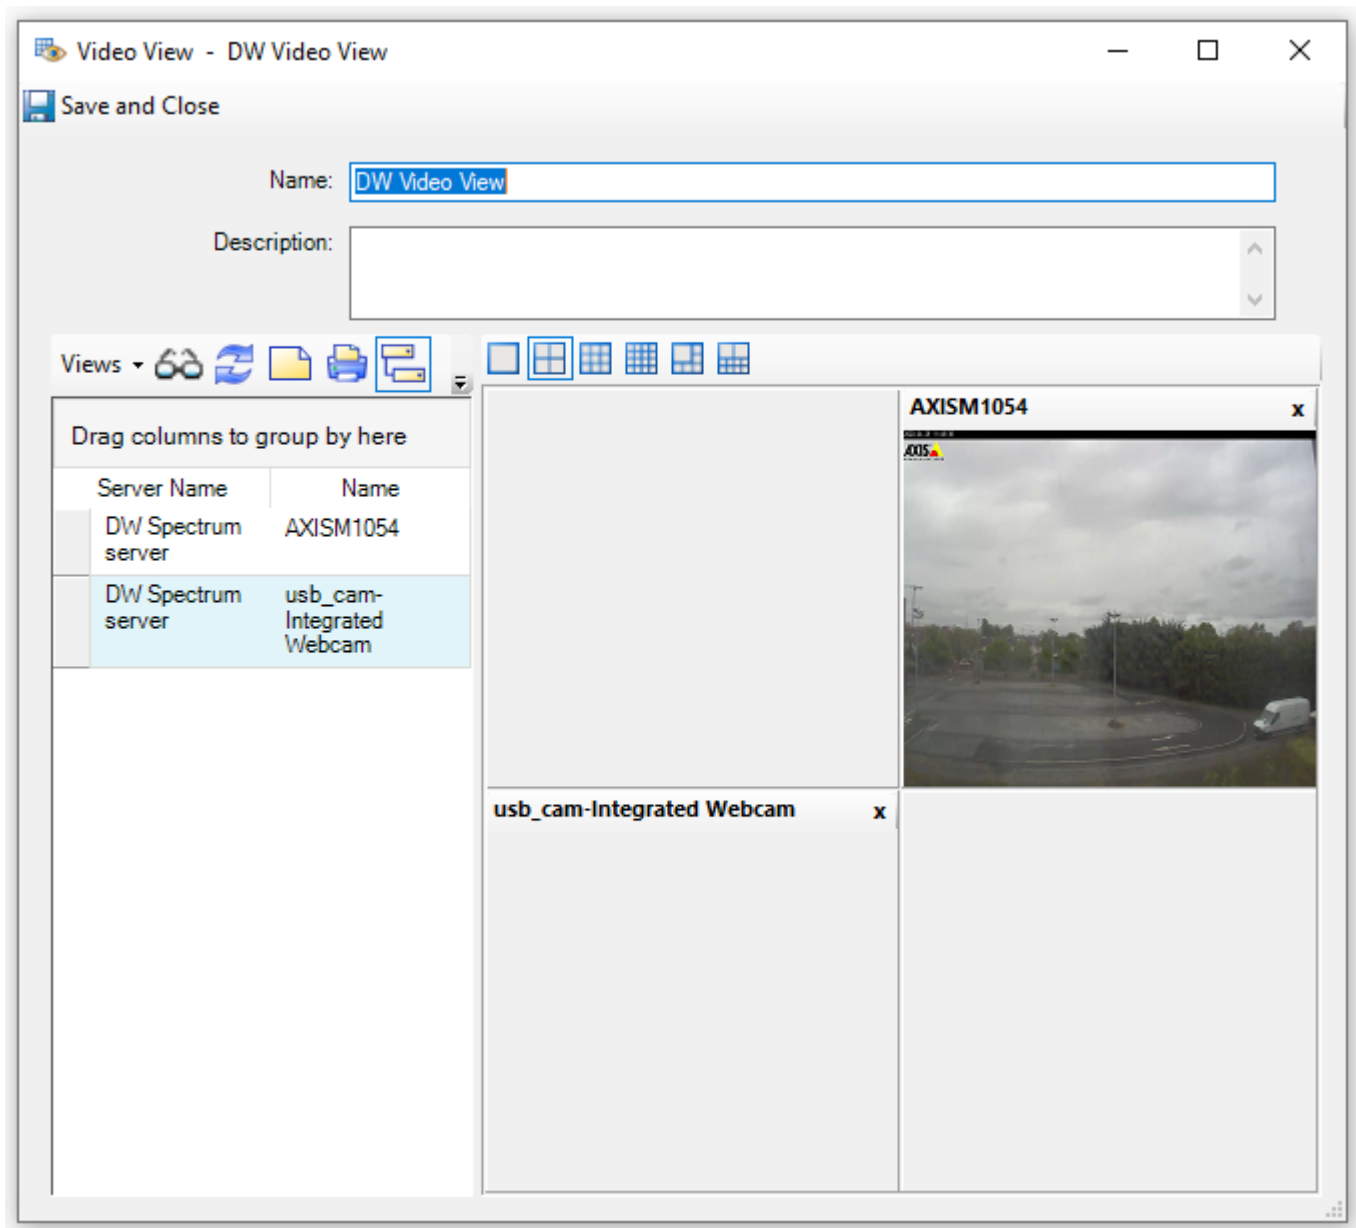 Video View - DW Video View
Save and Close
Name: DW Video View
Description:
Views
Drag columns to group by here
Server Name Name
DW Spectrum server AXISM1054
DW Spectrum server usb_cam-Integrated Webcam
AXISM1054 x
AXIS
usb_cam-Integrated Webcam x